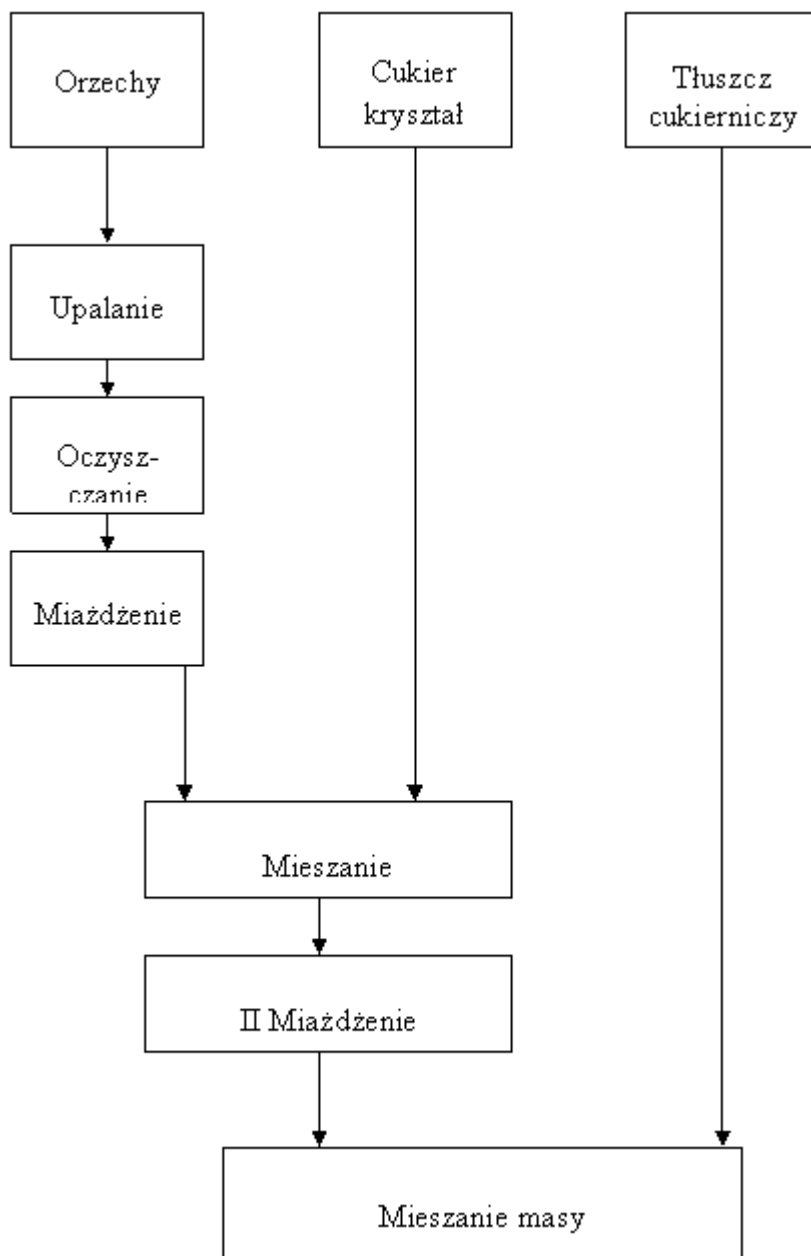 Orzechy
Cukier
kryształ
Tłuszcz
cukierniczy
Upalanie
Oczysz-
czanie
Miażdżenie
Mieszanie
II Miażdżenie
Mieszanie masy